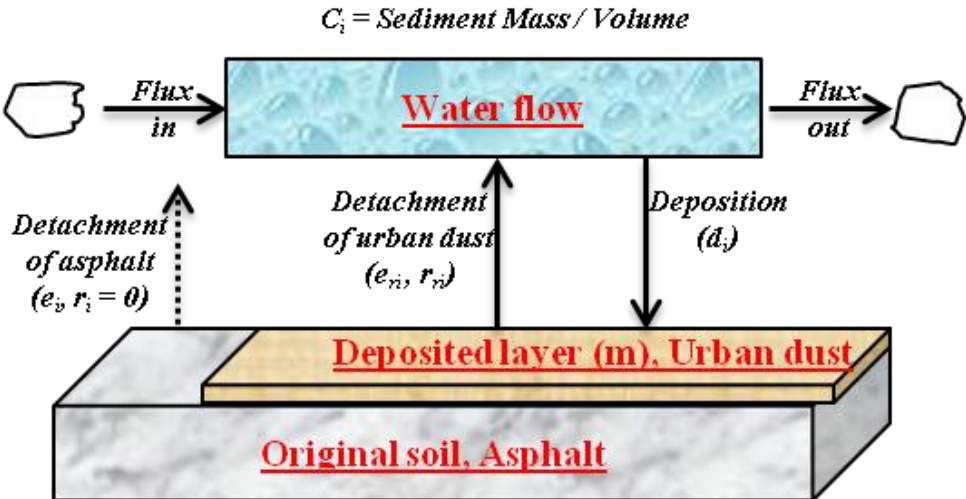 C_i = Sediment Mass / Volume
Flux
in
Water flow
Flux
out
Detachment
of asphalt
(e_i, r_i = 0)
Detachment
of urban dust
(e_ri, r_ri)
Deposition
(d_i)
Deposited layer (m), Urban dust
Original soil, Asphalt